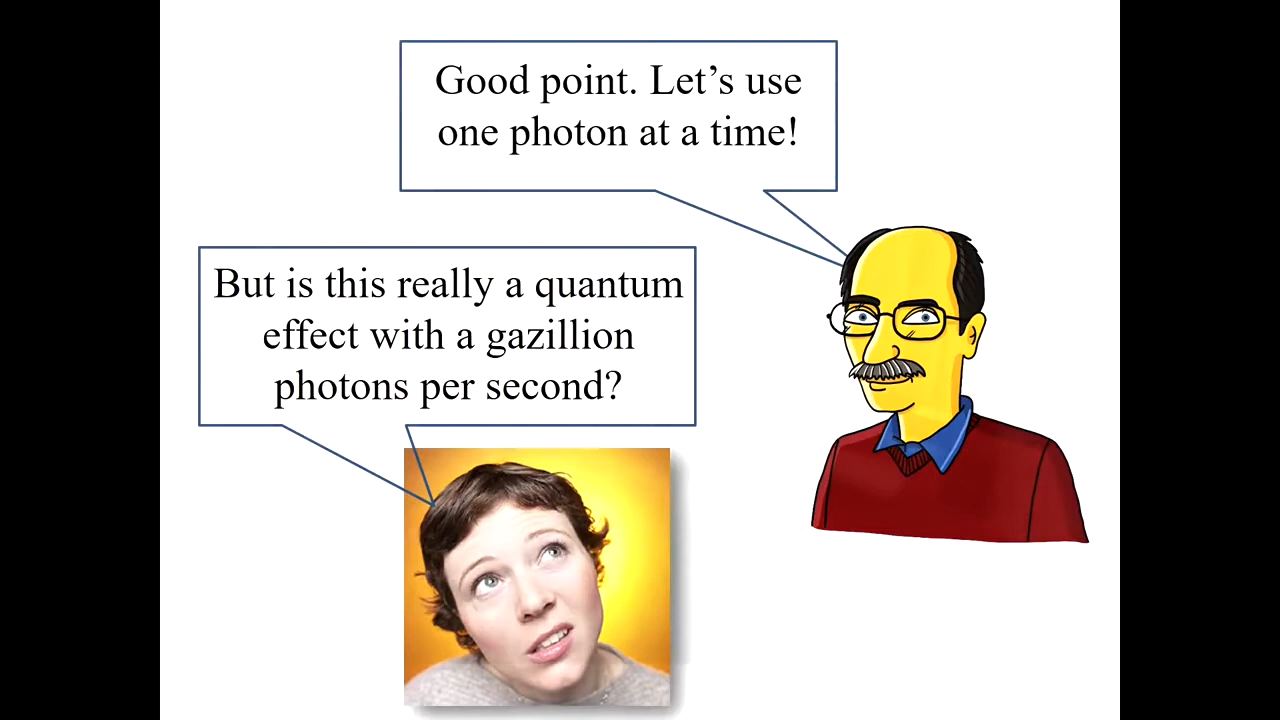 Good point. Let’s use
one photon at a time!
But is this really a quantum
effect with a gazillion
photons per second?